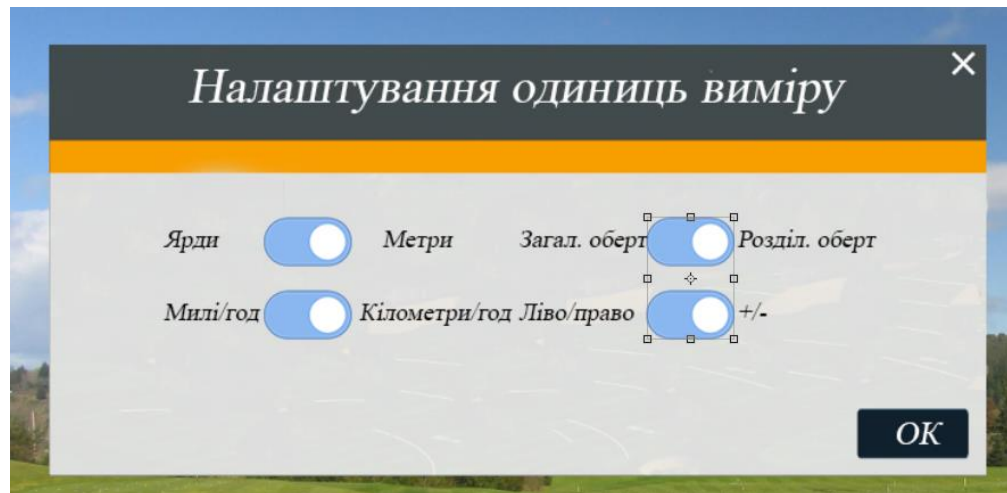 Налаштування одиниць виміру
Ярди Метри Загал. оберт Розділ. оберт
Милі/год Кілометри/год Ліво/право +/-
OK